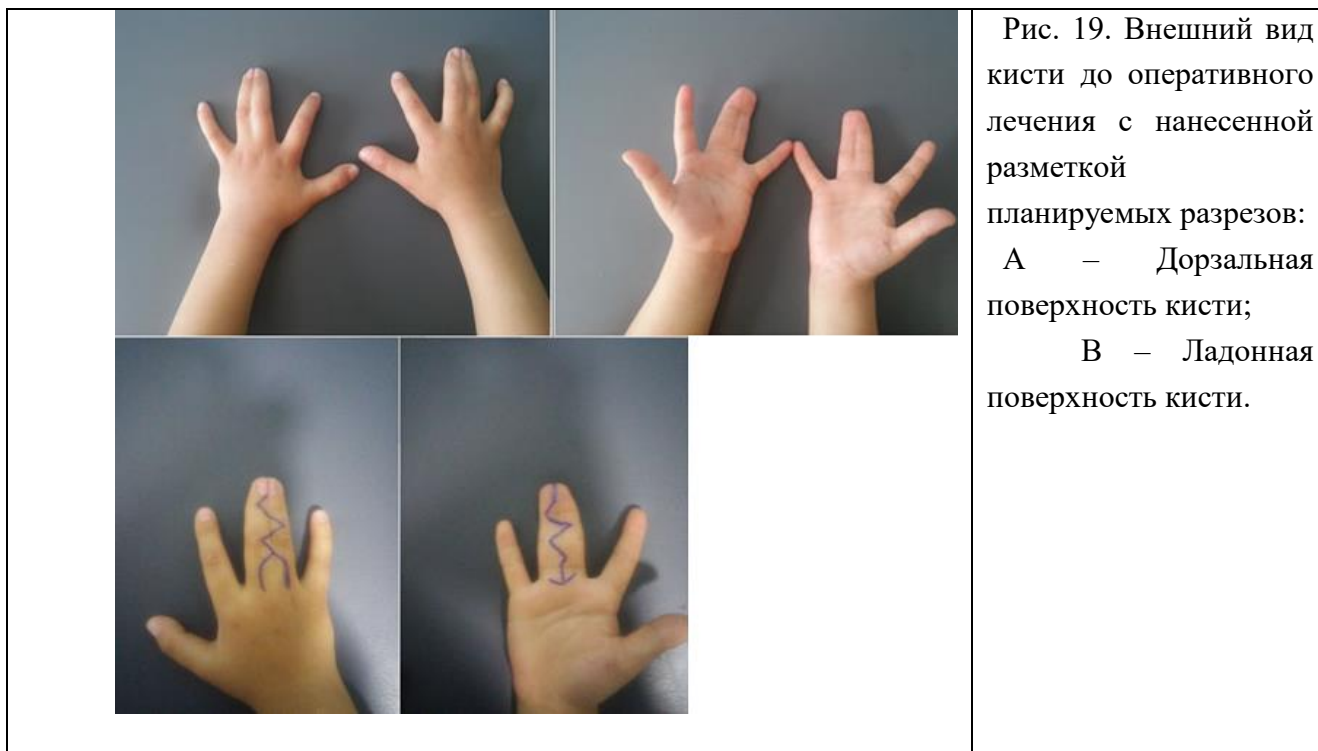 Рис. 19. Внешний вид
кисти до оперативного
лечения с нанесенной
разметкой
планируемых разрезов:
А – Дорзальная
поверхность кисти;
В – Ладонная
поверхность кисти.